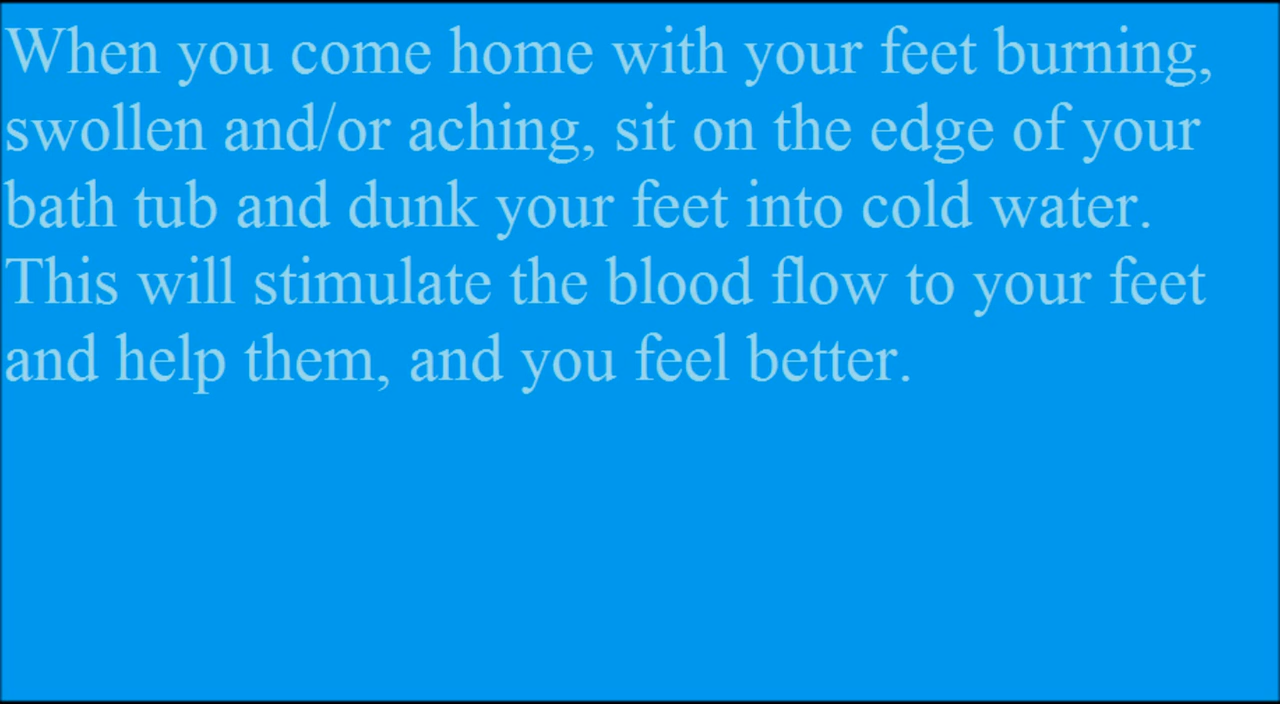 When you come home with your feet burning,
swollen and/or aching, sit on the edge of your
bath tub and dunk your feet into cold water.
This will stimulate the blood flow to your feet
and help them, and you feel better.